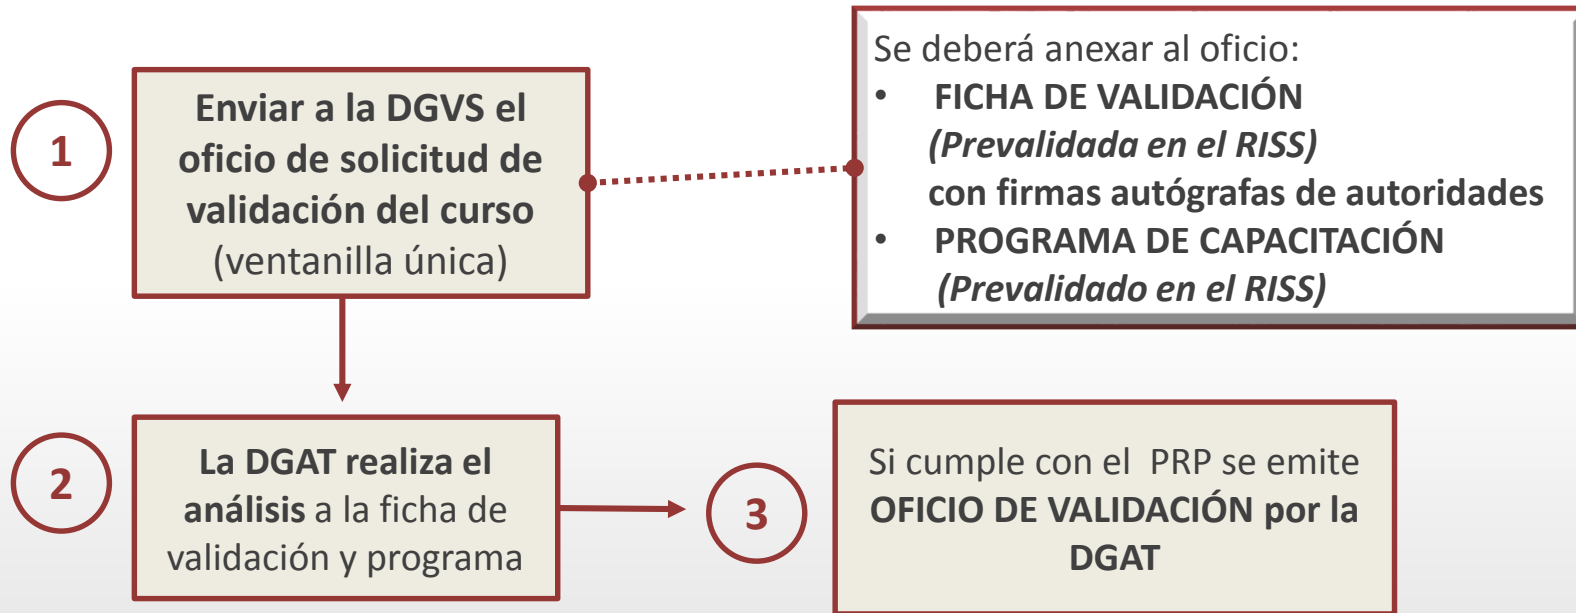 1
Enviar a la DGVS el
oficio de solicitud de
validación del curso
(ventanilla única)
Se deberá anexar al oficio:
• FICHA DE VALIDACIÓN
(Prevalidada en el RISS)
con firmas autógrafas de autoridades
• PROGRAMA DE CAPACITACIÓN
(Prevalidado en el RISS)
2
La DGAT realiza el
análisis a la ficha de
validación y programa
3
Si cumple con el PRP se emite
OFICIO DE VALIDACIÓN por la
DGAT